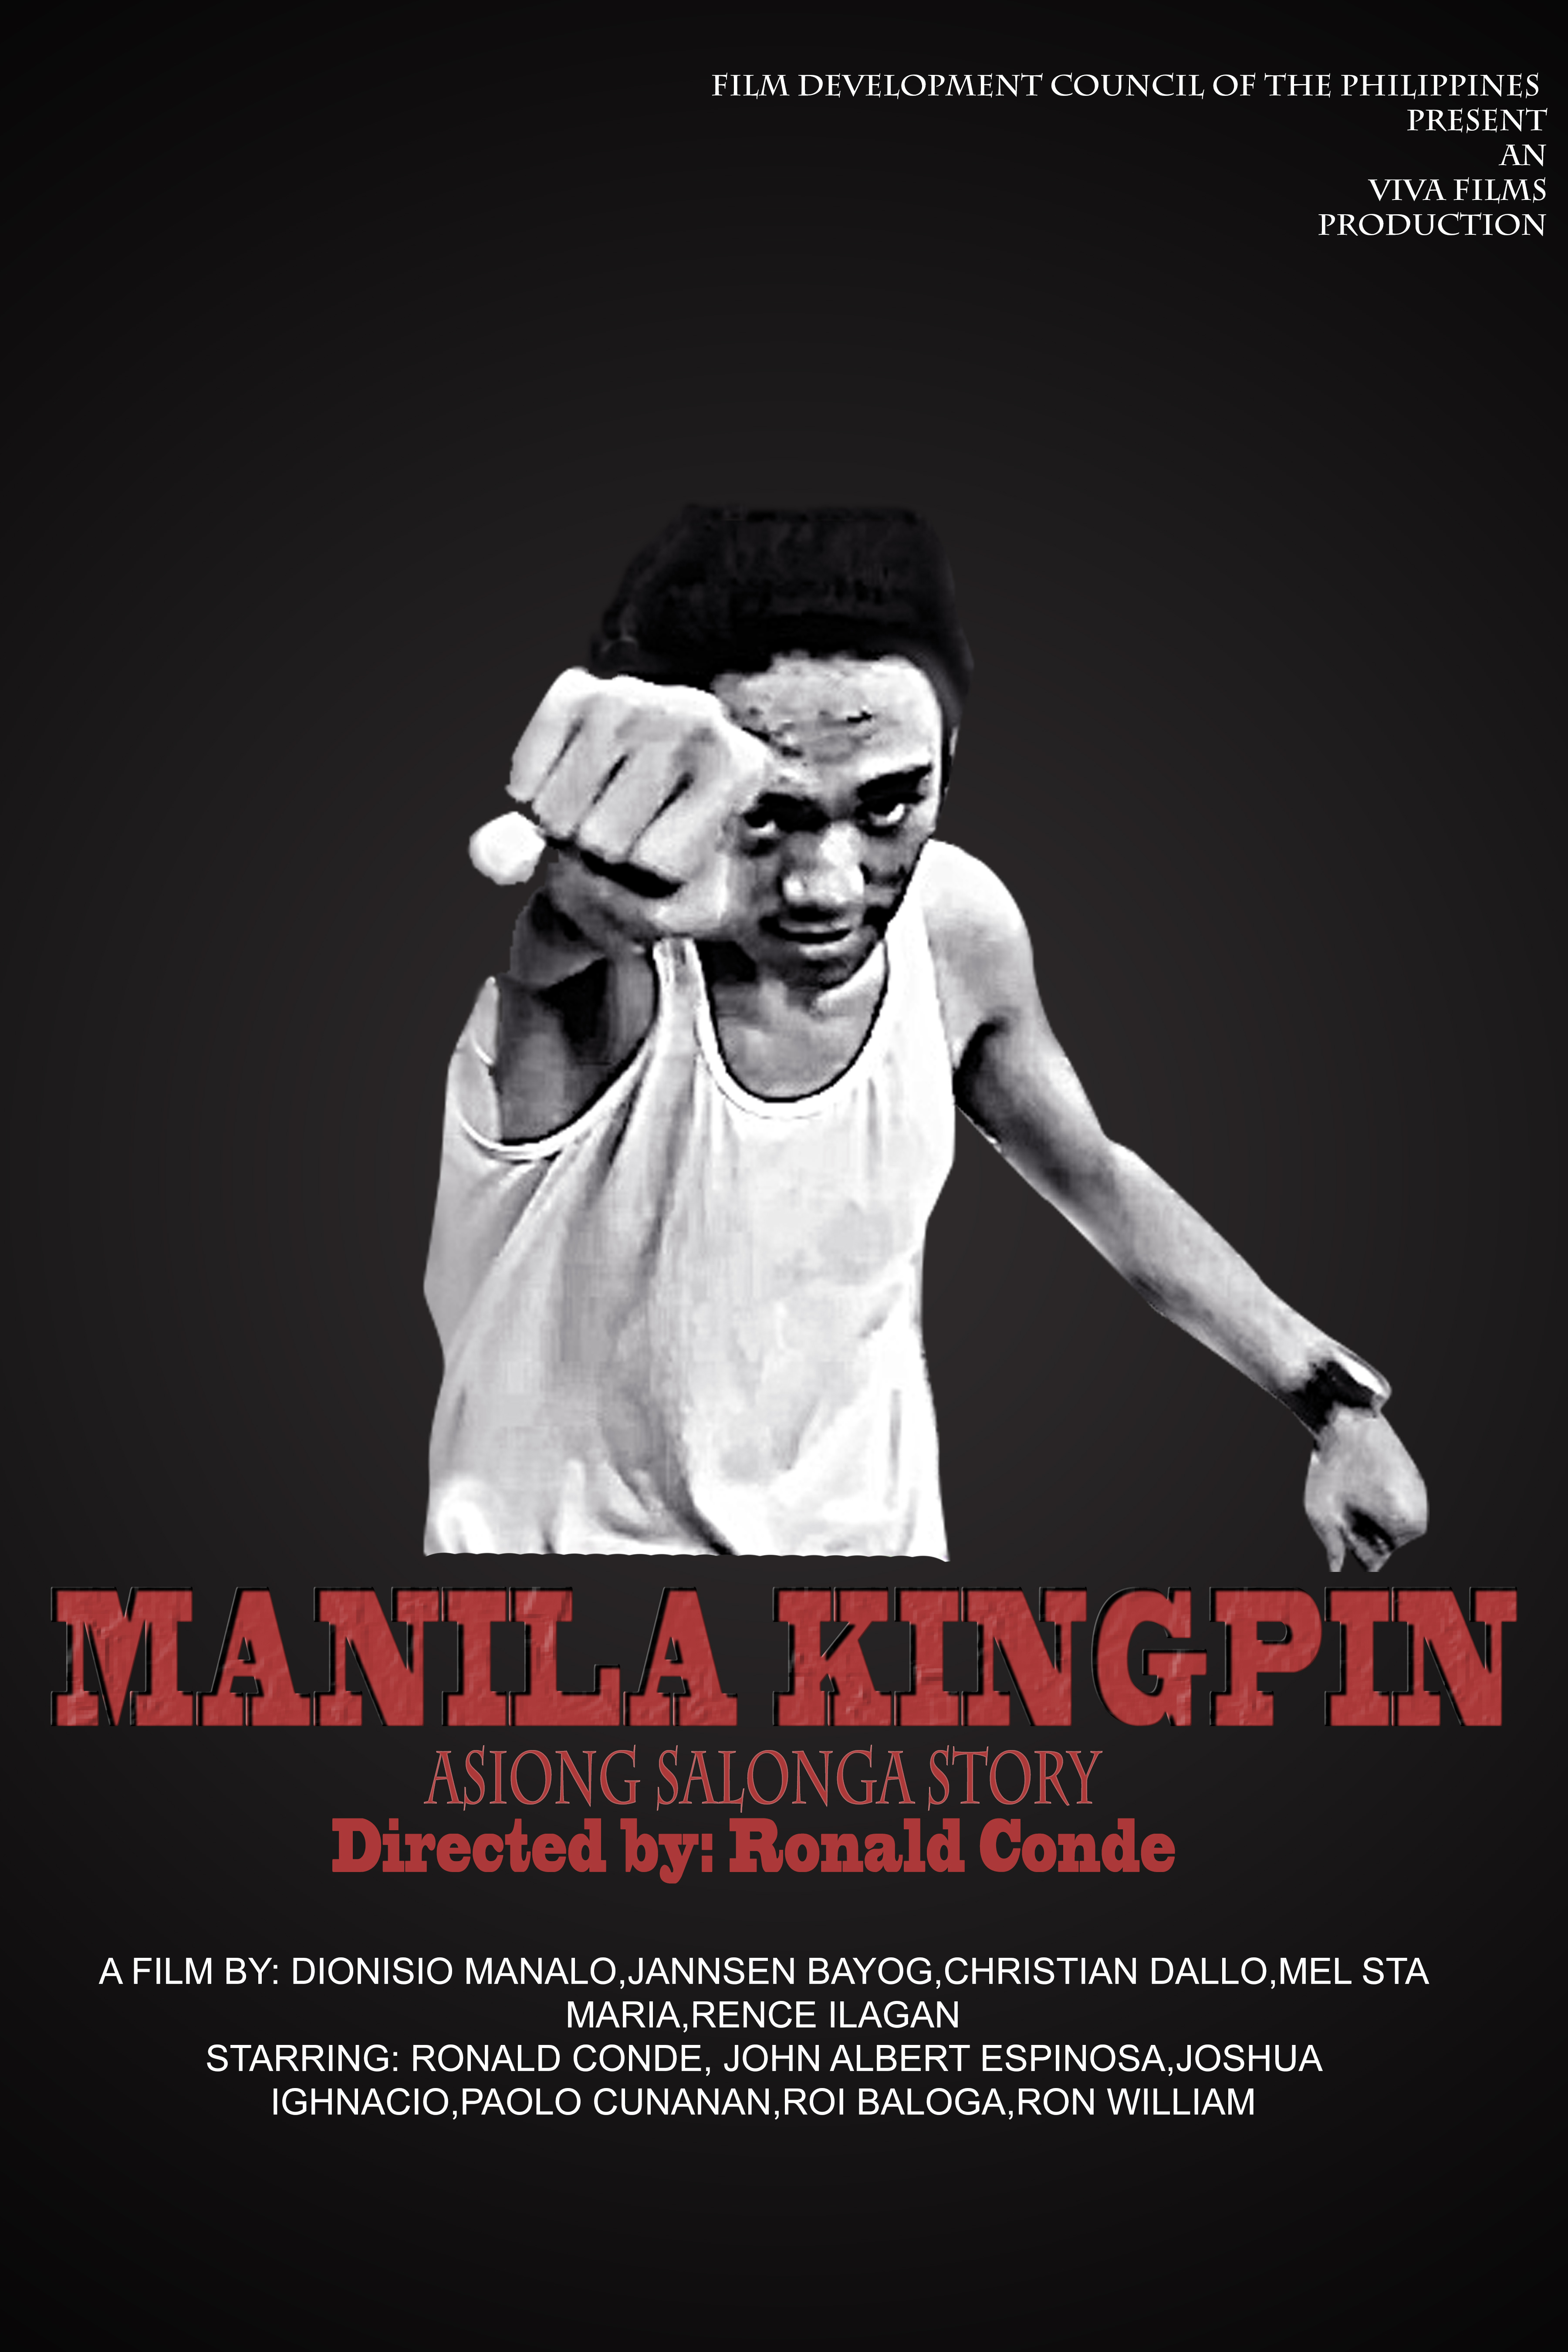 FILM DEVELOPMENT COUNCIL OF THE PHILIPPINES
PRESENT
AN
VIVA FILMS
PRODUCTION
MANILA KINGPIN
ASIONG SALONGA STORY
Directed by: Ronald Conde
A FILM BY: DIONISIO MANALO,JANNSEN BAYOG,CHRISTIAN DALLO,MEL STA
MARIA,RENCE ILAGAN
STARRING: RONALD CONDE, JOHN ALBERT ESPINOSA,JOSHUA
IGHNACIO,PAOLO CUNANAN,ROI BALOGA,RON WILLIAM